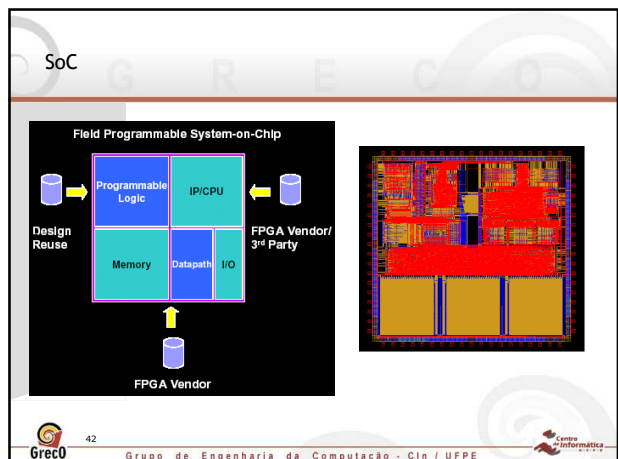 SoC
G R E C O
Field Programmable System-on-Chip
Programmable
Logic
IP/CPU
Design
Reuse
FPGA Vendor/
3rd Party
Memory
Datapath
I/O
FPGA Vendor
GrecO
42
Grupo de Engenharia da Computação - CIn / UFPE
Centro
de Informática
U F P E